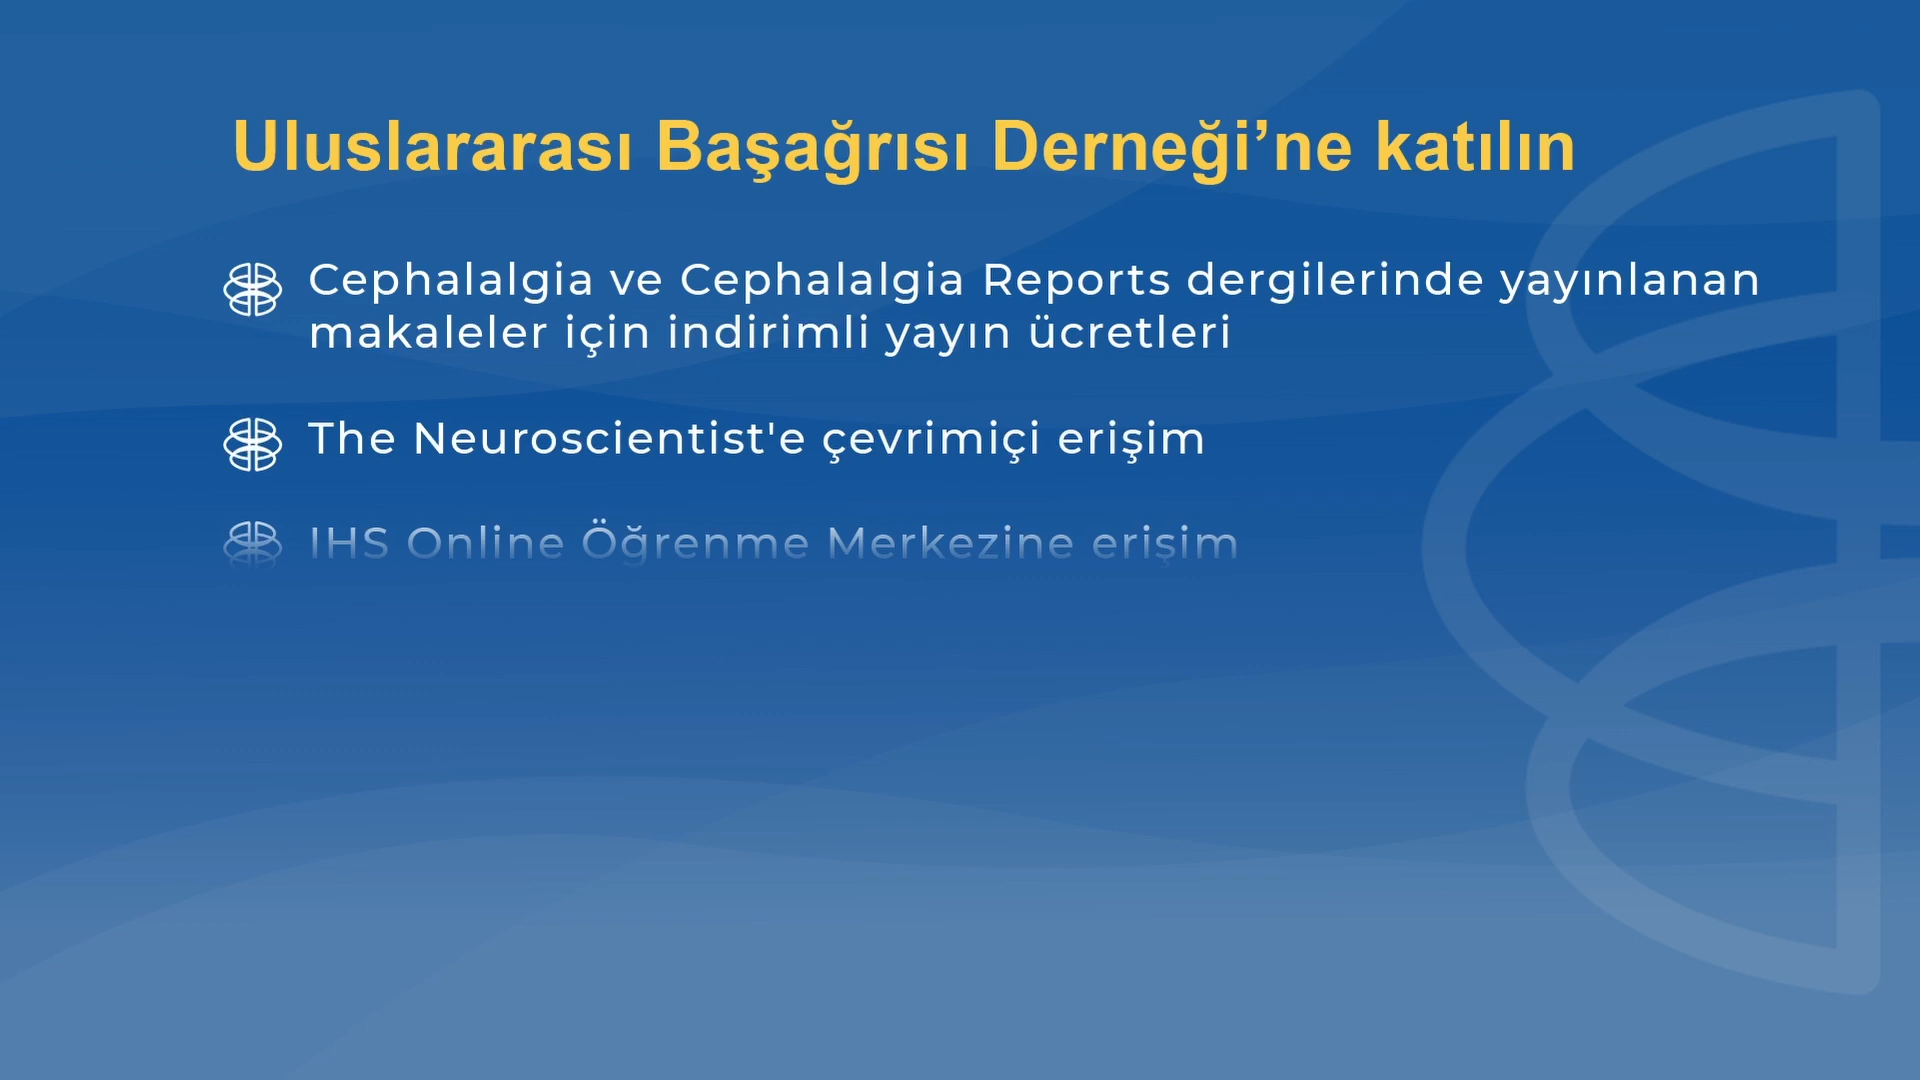 Uluslararası Başağrısı Derneği’ne katılın
Cephalalgia ve Cephalalgia Reports dergilerinde yayınlanan
makaleler için indirimli yayın ücretleri
The Neuroscientist'e çevrimiçi erişim
IHS Online Öğrenme Merkezine erişim